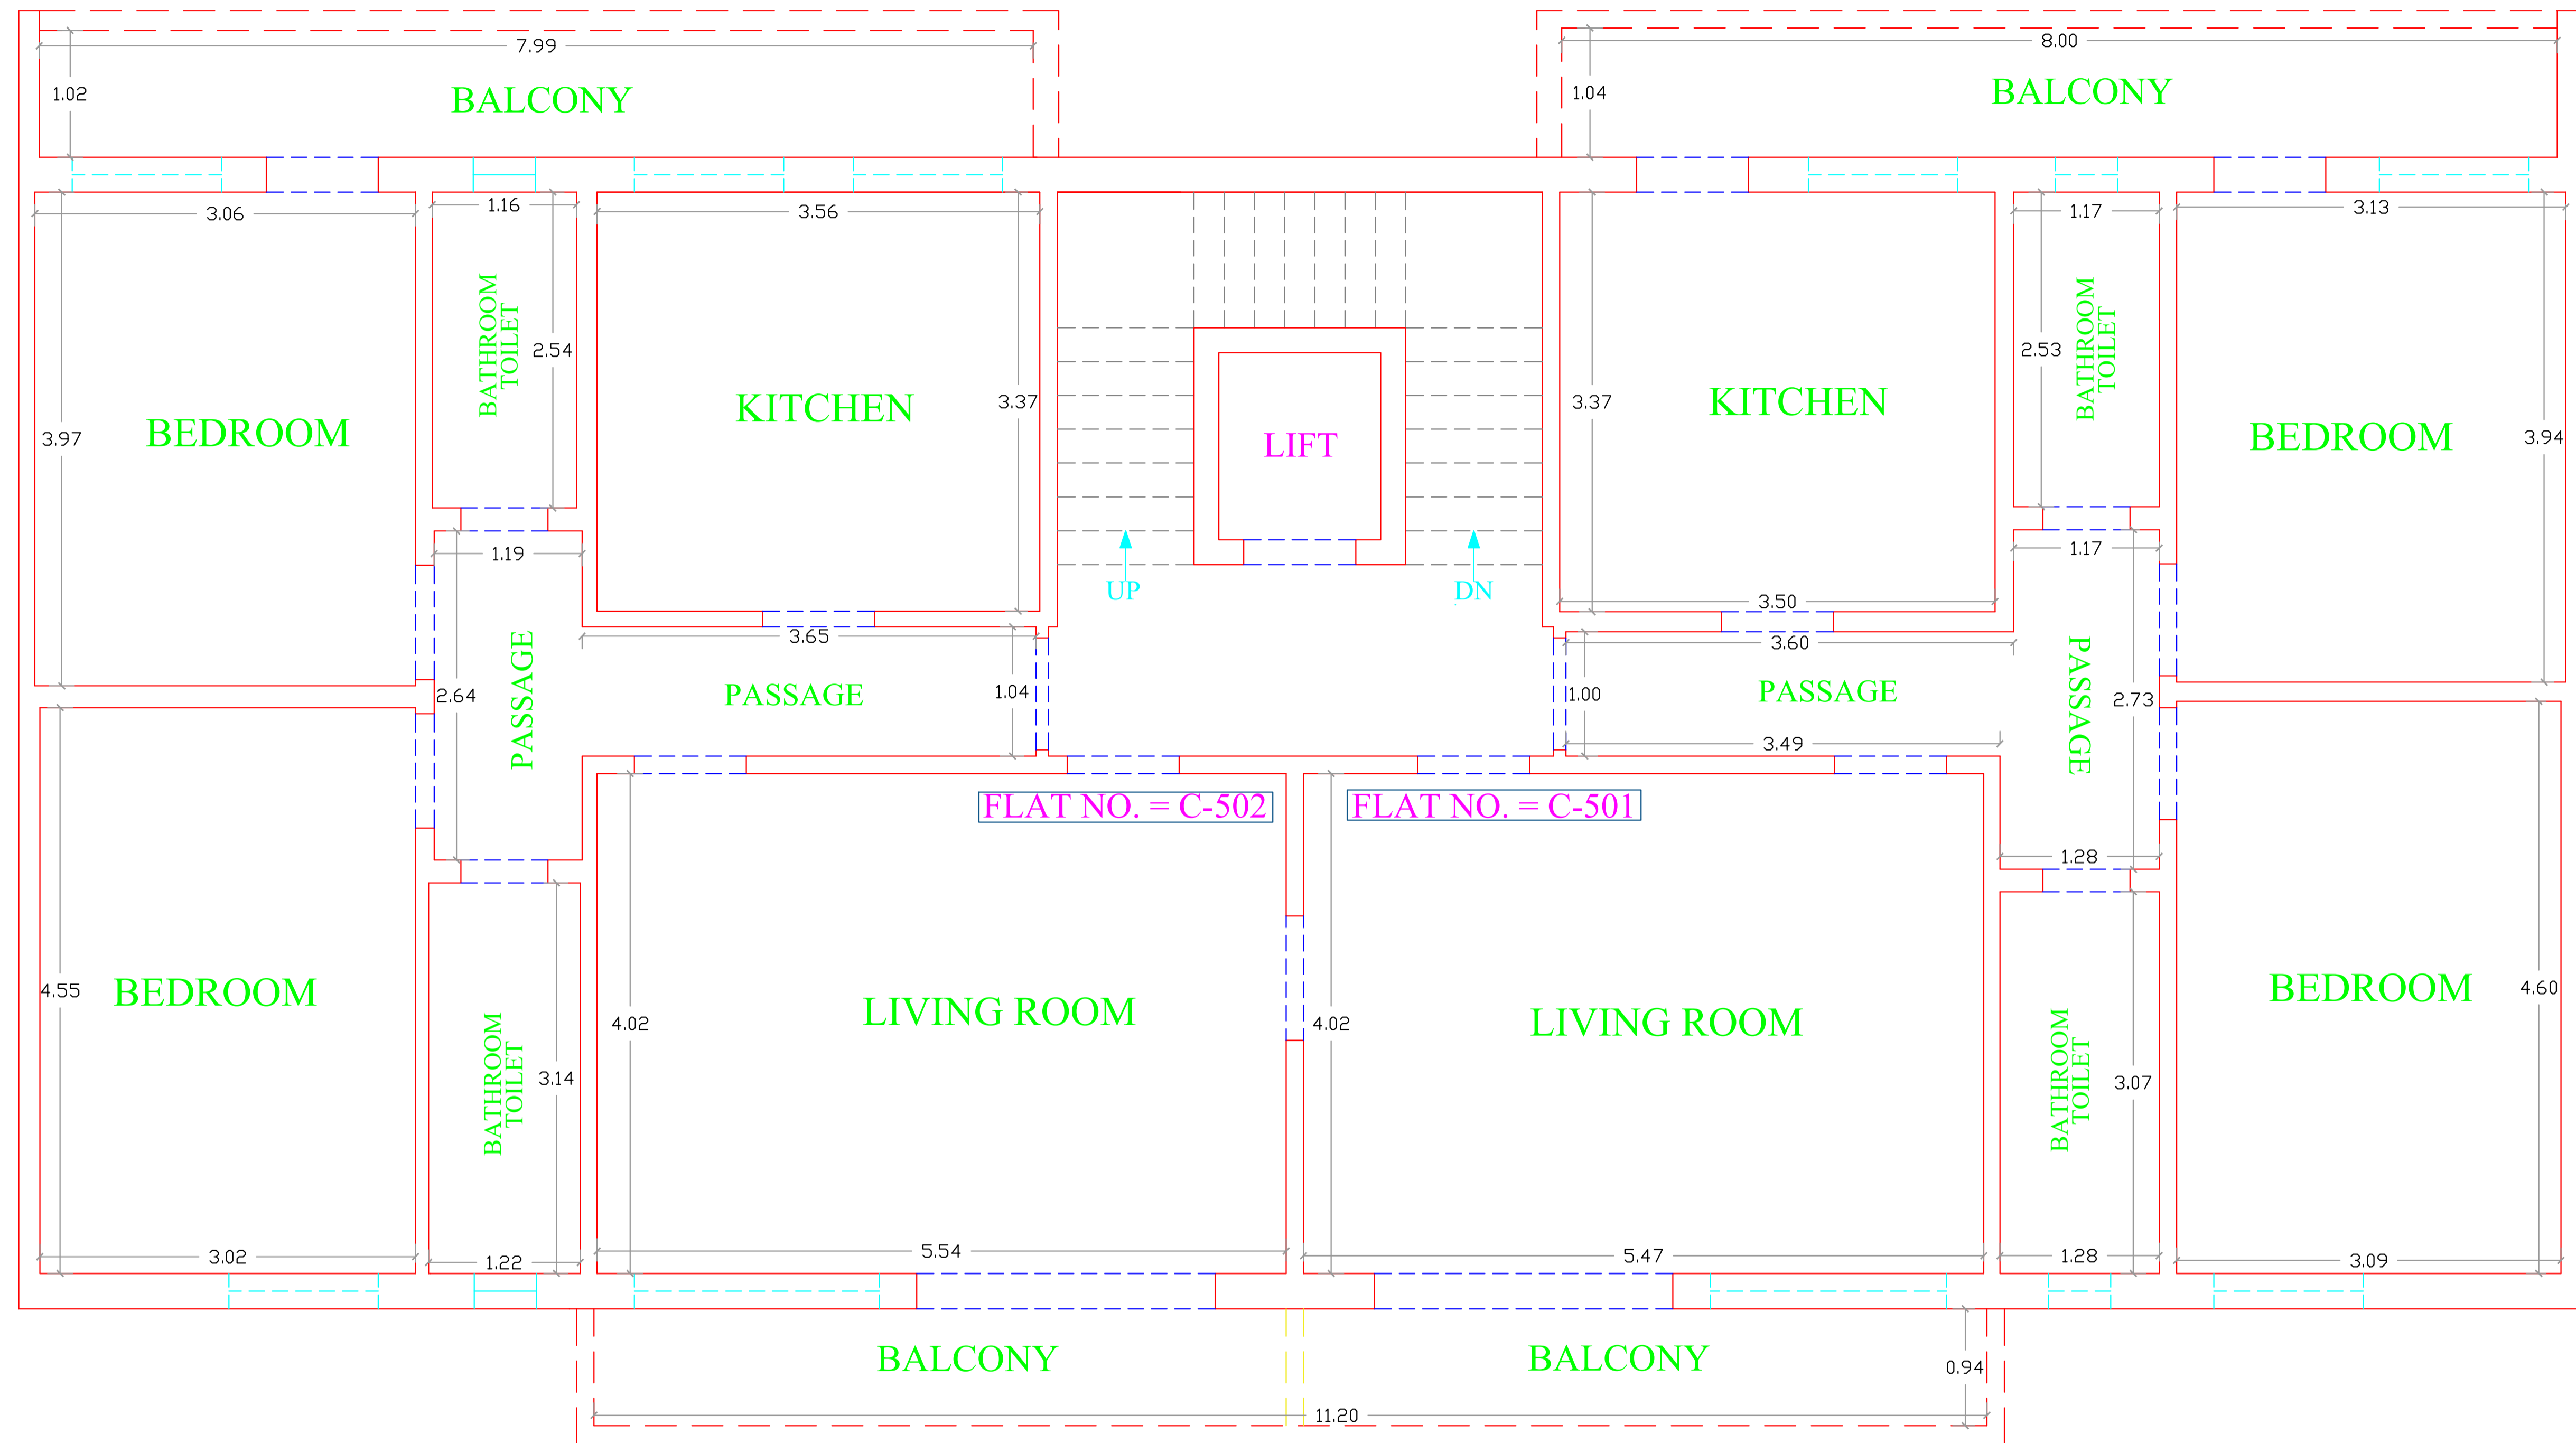 7.99
8.00
1.02
BALCONY
1.04
BALCONY
3.06
1.16
3.56
1.17
3.13
BATHROOM
TOILET
2.54
3.97
BEDROOM
KITCHEN
3.37
LIFT
3.37
KITCHEN
2.53
BATHROOM
TOILET
BEDROOM
3.94
1.19
1.17
UP
DN
3.50
3.65
3.60
2.64
PASSAGE
PASSAGE
1.04
1.00
PASSAGE
PASSAGE
2.73
3.49
FLAT NO. = C-502
FLAT NO. = C-501
1.28
4.55
BEDROOM
BATHROOM
TOILET
3.14
4.02
LIVING ROOM
4.02
LIVING ROOM
BATHROOM
TOILET
3.07
BEDROOM
4.60
3.02
1.22
5.54
5.47
1.28
3.09
BALCONY
BALCONY
0.94
11.20